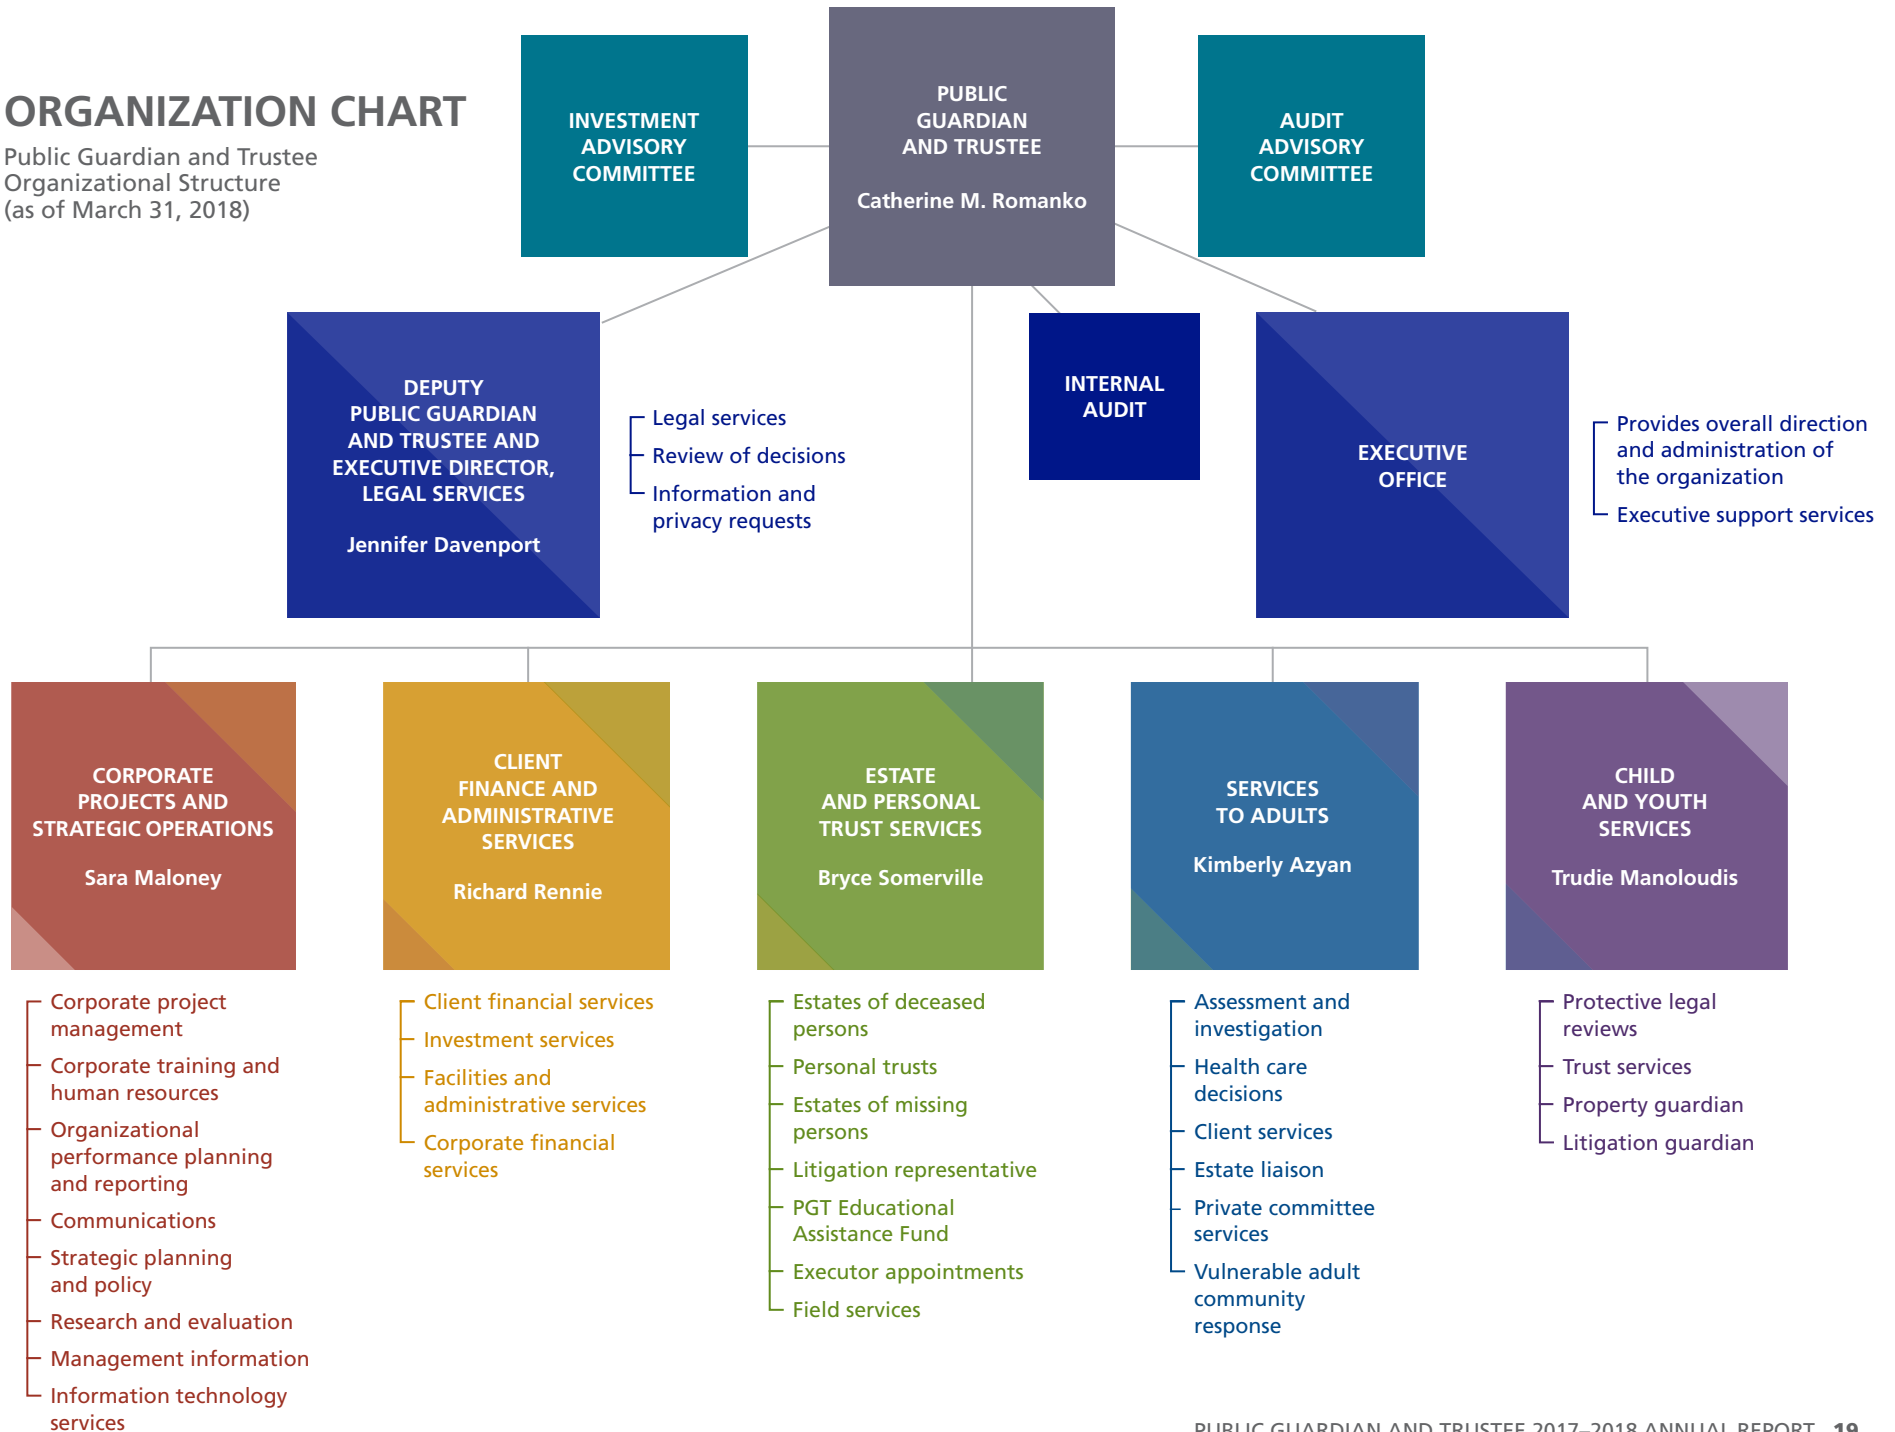 ORGANIZATION CHART
Public Guardian and Trustee
Organizational Structure
(as of March 31, 2018)
INVESTMENT
ADVISORY
COMMITTEE
PUBLIC
GUARDIAN
AND TRUSTEE
Catherine M. Romanko
AUDIT
ADVISORY
COMMITTEE
DEPUTY
PUBLIC GUARDIAN
AND TRUSTEE AND
EXECUTIVE DIRECTOR,
LEGAL SERVICES
Jennifer Davenport
Legal services
Review of decisions
Information and
privacy requests
INTERNAL
AUDIT
EXECUTIVE
OFFICE
Provides overall direction
and administration of
the organization
Executive support services
CORPORATE
PROJECTS AND
STRATEGIC OPERATIONS
Sara Maloney
Corporate project
management
Corporate training and
human resources
Organizational
performance planning
and reporting
Communications
Strategic planning
and policy
Research and evaluation
Management information
Information technology
services
CLIENT
FINANCE AND
ADMINISTRATIVE
SERVICES
Richard Rennie
Client financial services
Investment services
Facilities and
administrative services
Corporate financial
services
ESTATE
AND PERSONAL
TRUST SERVICES
Bryce Somerville
Estates of deceased
persons
Personal trusts
Estates of missing
persons
Litigation representative
PGT Educational
Assistance Fund
Executor appointments
Field services
SERVICES
TO ADULTS
Kimberly Azyan
Assessment and
investigation
Health care
decisions
Client services
Estate liaison
Private committee
services
Vulnerable adult
community
response
CHILD
AND YOUTH
SERVICES
Trudie Manoloudis
Protective legal
reviews
Trust services
Property guardian
Litigation guardian
PUBLIC GUARDIAN AND TRUSTEE 2017–2018 ANNUAL REPORT 19